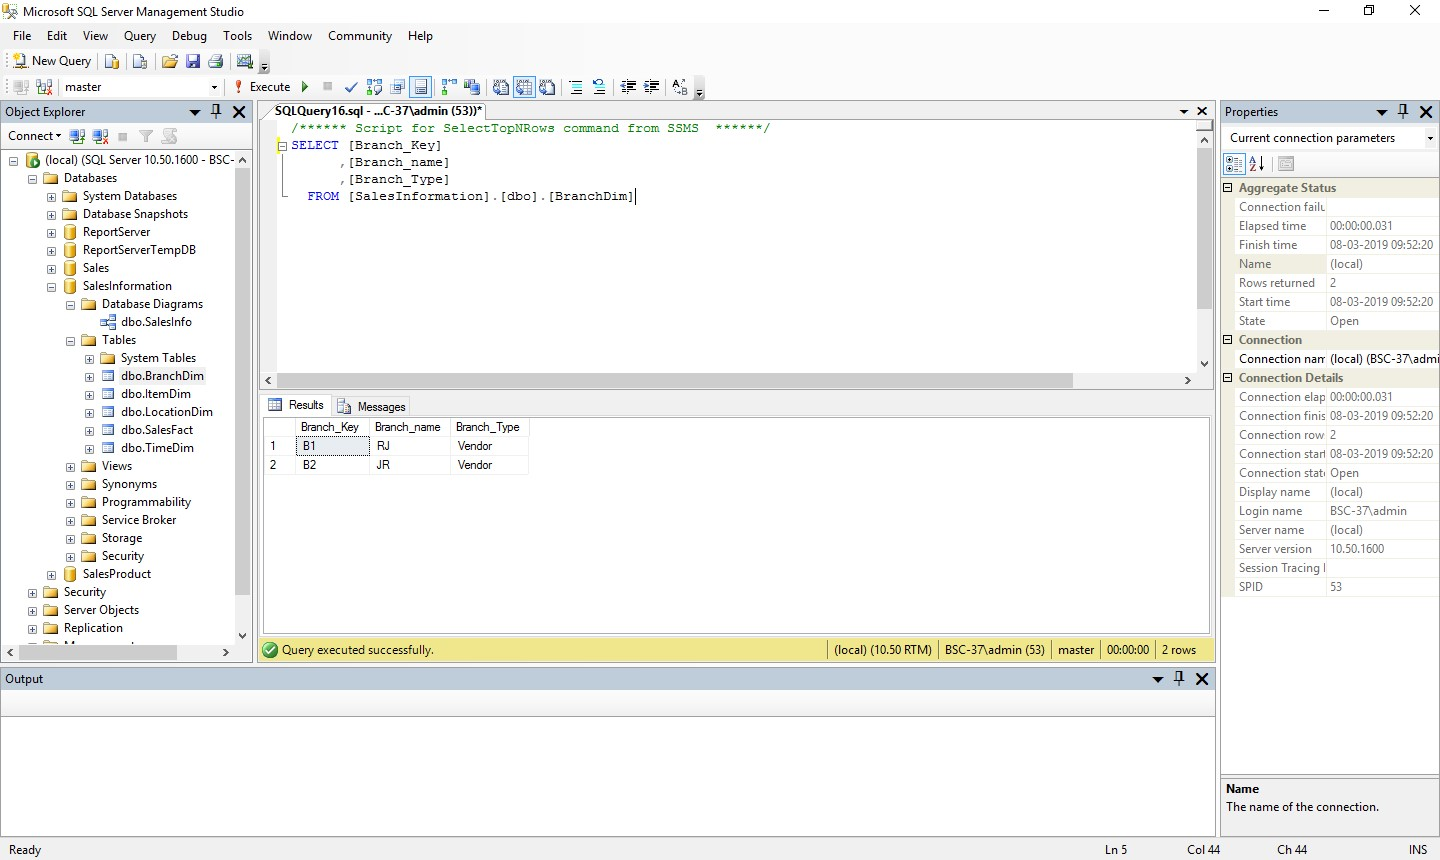 Microsoft SQL Server Management Studio
File Edit View Query Debug Tools Window Community Help
New Query
master Execute
Object Explorer
Connect
(local) (SQL Server 10.50.1600 - BSC-
Databases
System Databases
Database Snapshots
ReportServer
ReportServerTempDB
Sales
SalesInformation
Database Diagrams
dbo.SalesInfo
Tables
System Tables
dbo.BranchDim
dbo.ItemDim
dbo.LocationDim
dbo.SalesFact
dbo.TimeDim
Views
Synonyms
Programmability
Service Broker
Storage
Security
SalesProduct
Security
Server Objects
Replication
SQLQuery16.sql - ...C-37\admin (53))*
/****** Script for SelectTopNRows command from SSMS ******/
SELECT [Branch_Key]
,[Branch_name]
,[Branch_Type]
FROM [SalesInformation].[dbo].[BranchDim]
Results Messages
Branch_Key Branch_name Branch_Type
1 B1 RJ Vendor
2 B2 JR Vendor
Query executed successfully. (local) (10.50 RTM) BSC-37\admin (53) master 00:00:00 2 rows
Properties
Current connection parameters
Aggregate Status
Connection failu
Elapsed time 00:00:00.031
Finish time 08-03-2019 09:52:20
Name (local)
Rows returned 2
Start time 08-03-2019 09:52:20
State Open
Connection
Connection nam (local) (BSC-37\admi
Connection Details
Connection elap 00:00:00.031
Connection finis 08-03-2019 09:52:20
Connection row 2
Connection start 08-03-2019 09:52:20
Connection stat Open
Display name (local)
Login name BSC-37\admin
Server name (local)
Server version 10.50.1600
Session Tracing
SPID 53
Name
The name of the connection.
Output
Ready Ln 5 Col 44 Ch 44 INS